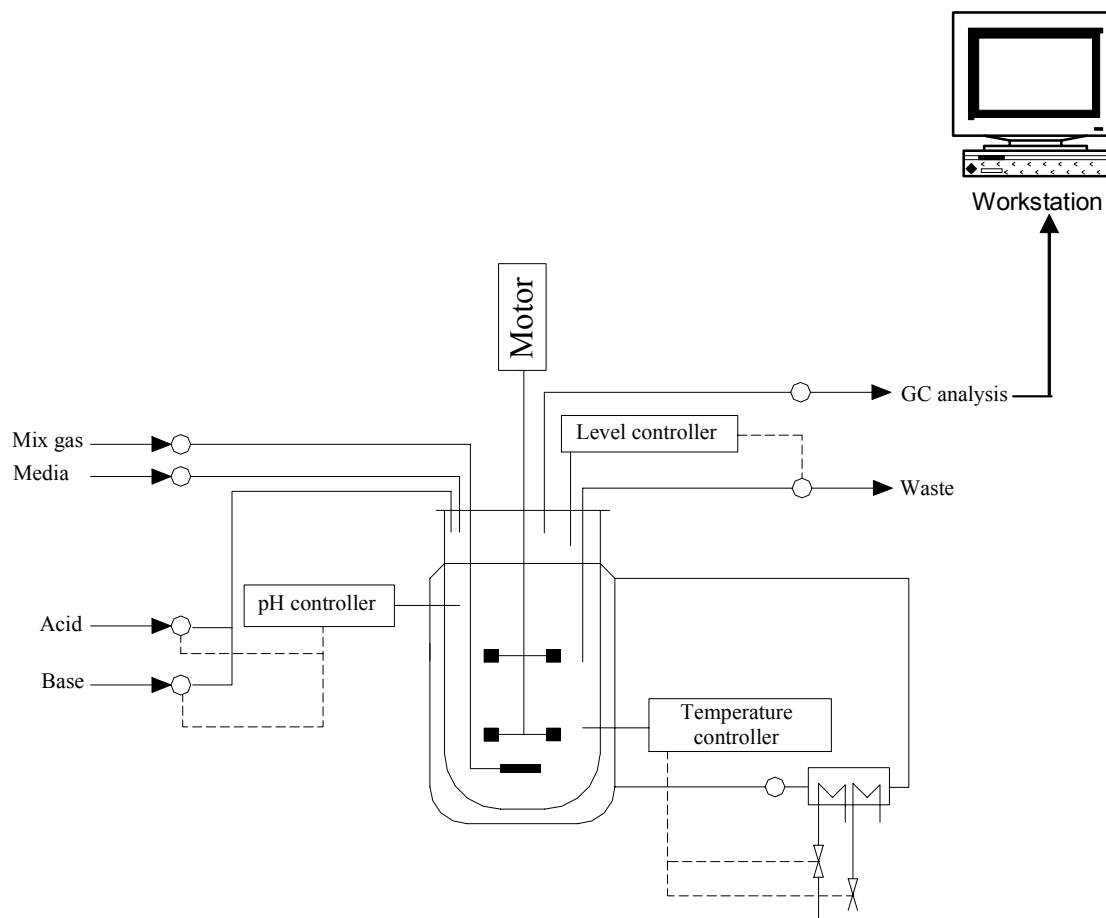 Workstation
Motor
GC analysis
Mix gas
Level controller
Media
Waste
pH controller
Acid
Base
Temperature
controller